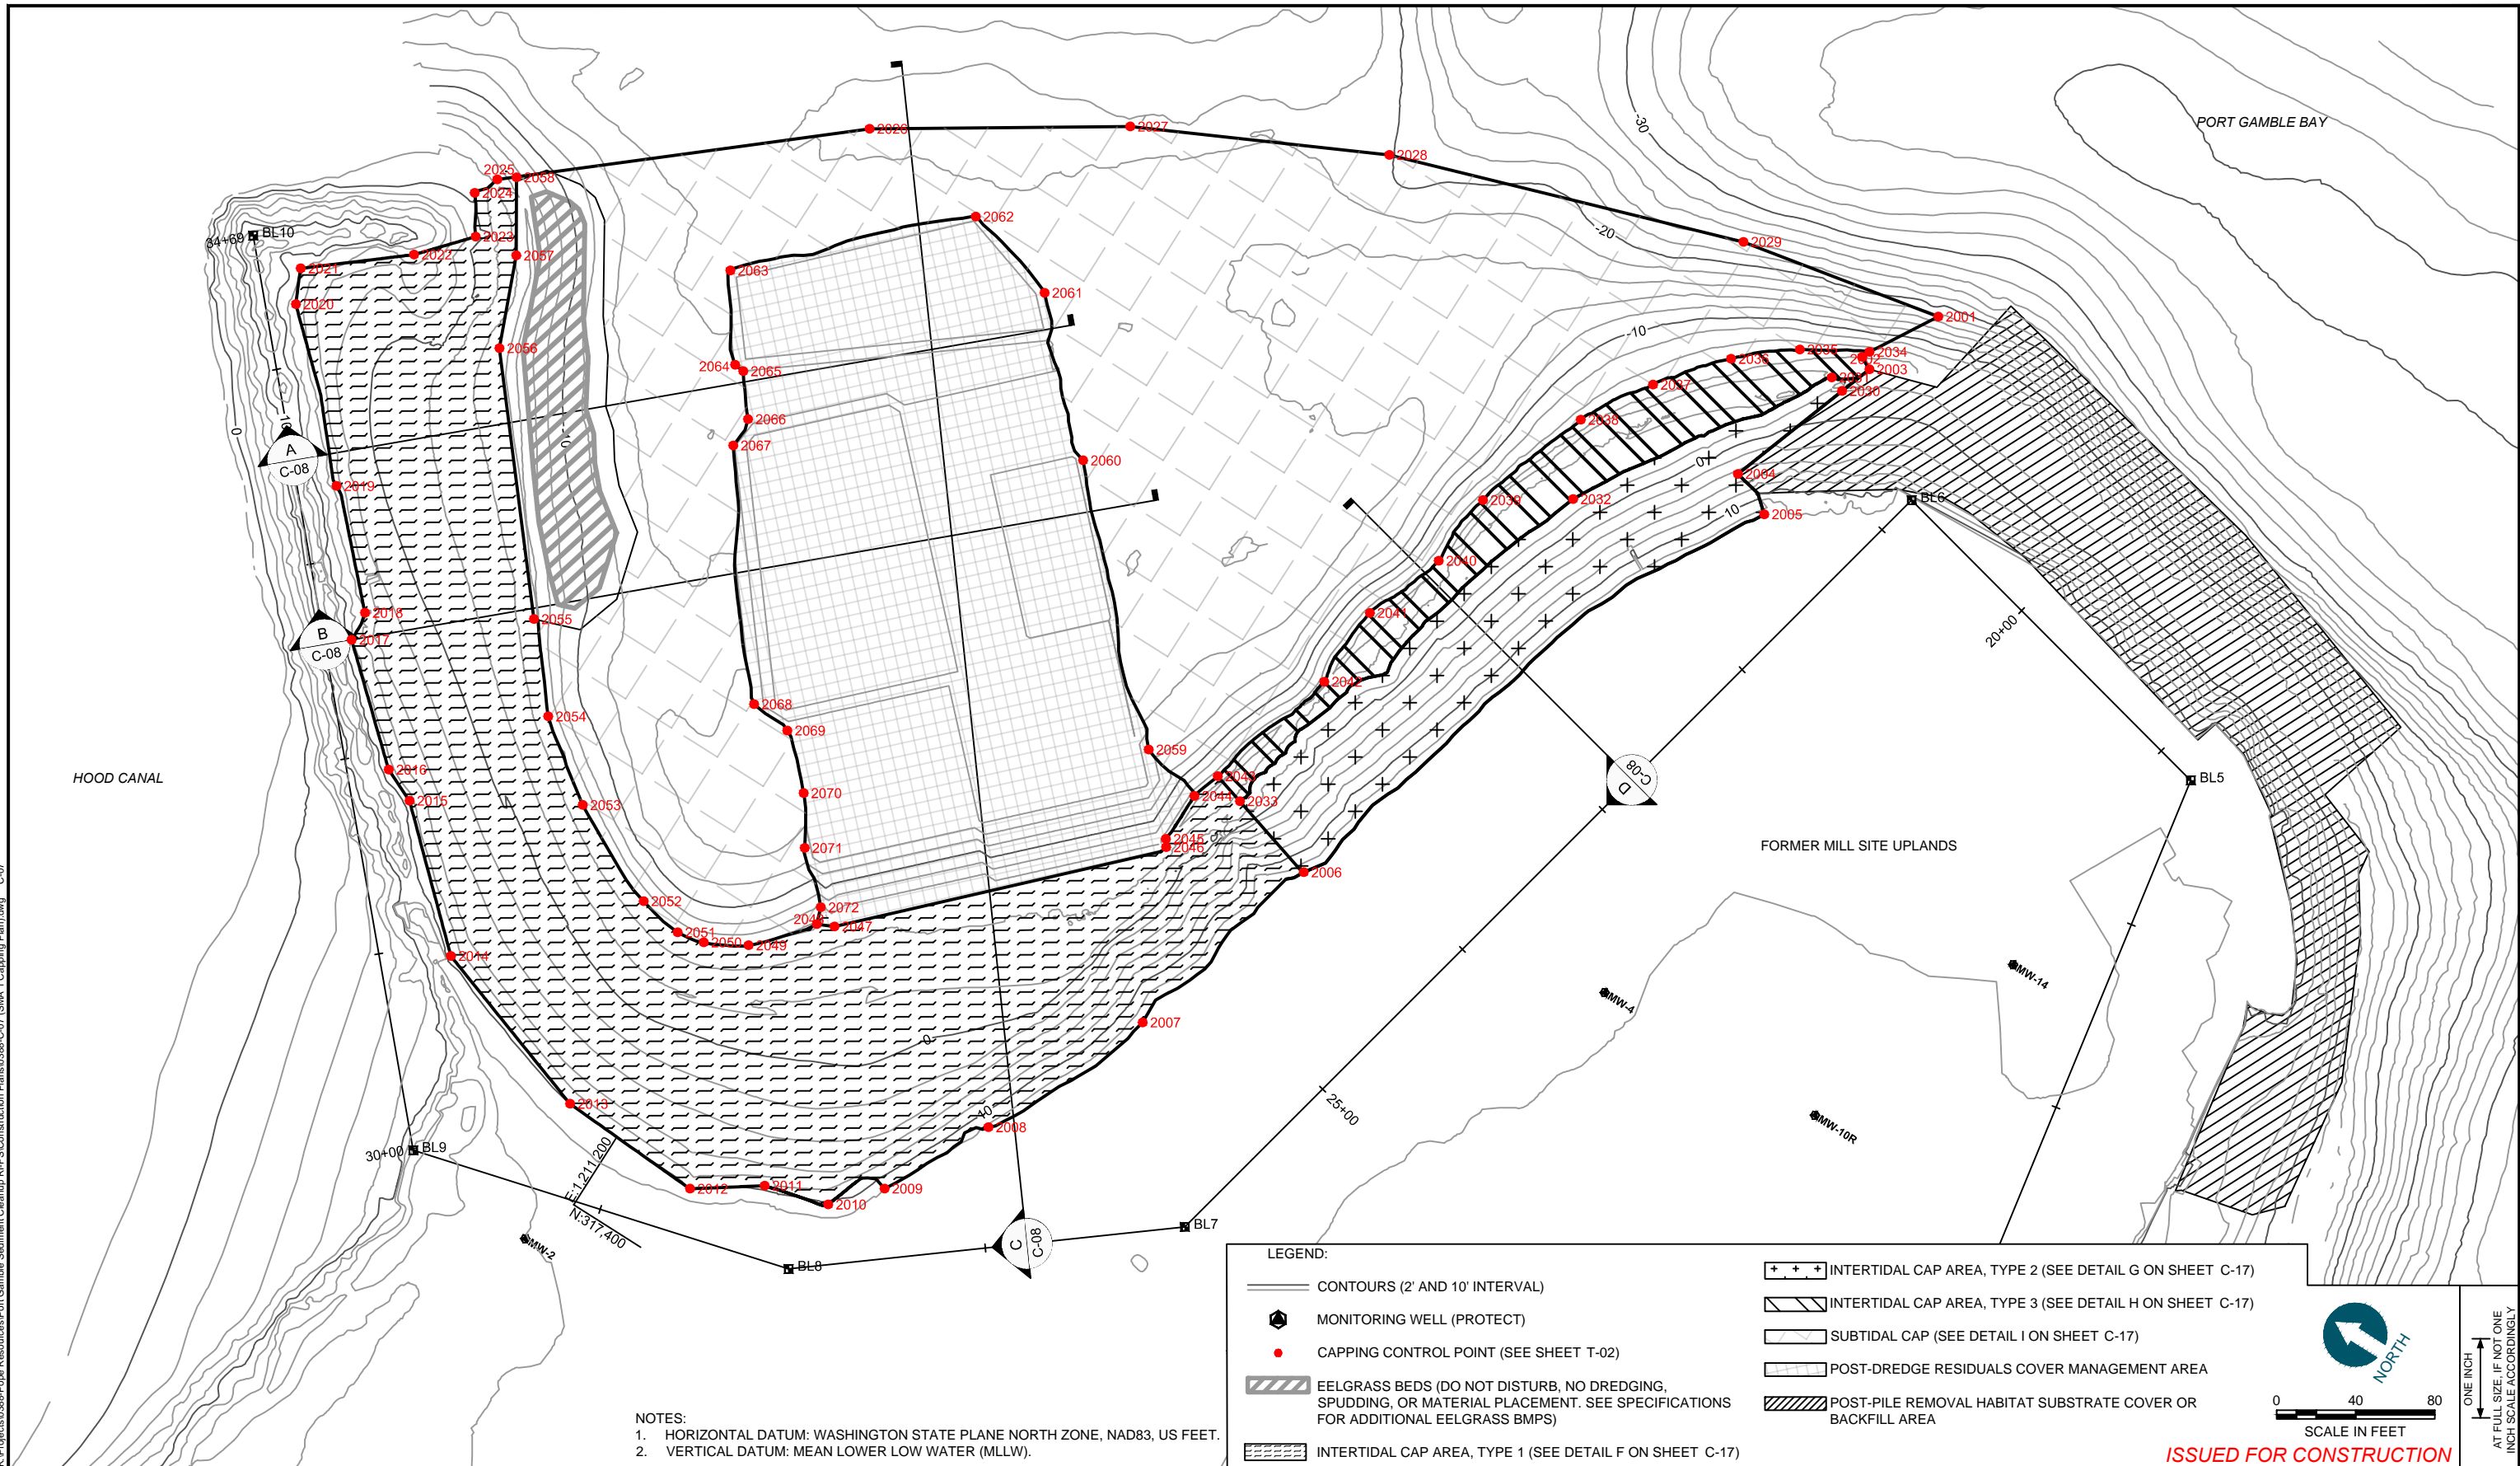 PORT GAMBLE BAY
-30
-20
-10
2026
2027
2028
2029
2001
2025
2058
2024
2023
2022
2057
2021
2020
34+69
BL10
2062
2063
2061
2064
2065
2066
2067
2056
2060
2035
2034
2002
2003
2036
2031
2030
2037
2038
2039
2032
2004
2005
BL6
0
-10
0
10
-10
A
C-08
2019
2018
2017
B
C-08
2055
2054
2053
2040
2041
2042
2068
2069
2059
2070
2071
2043
2044
2033
2045
2046
2006
2016
2015
HOOD CANAL
2052
2051
2050
2049
2048
2047
2072
2014
2013
2007
2008
2009
2010
2011
2012
0
10
D
C-08
20+00
BL5
FORMER MILL SITE UPLANDS
MW-14
MW-4
MW-10R
25+00
30+00
BL9
E:1,211,200
N:317,400
MW-2
BL8
BL7
C
C-08
LEGEND:
CONTOURS (2' AND 10' INTERVAL)
MONITORING WELL (PROTECT)
CAPPING CONTROL POINT (SEE SHEET T-02)
EELGRASS BEDS (DO NOT DISTURB, NO DREDGING,
SPUDDING, OR MATERIAL PLACEMENT. SEE SPECIFICATIONS
FOR ADDITIONAL EELGRASS BMPS)
INTERTIDAL CAP AREA, TYPE 1 (SEE DETAIL F ON SHEET C-17)
INTERTIDAL CAP AREA, TYPE 2 (SEE DETAIL G ON SHEET C-17)
INTERTIDAL CAP AREA, TYPE 3 (SEE DETAIL H ON SHEET C-17)
SUBTIDAL CAP (SEE DETAIL I ON SHEET C-17)
POST-DREDGE RESIDUALS COVER MANAGEMENT AREA
POST-PILE REMOVAL HABITAT SUBSTRATE COVER OR
BACKFILL AREA
NORTH
0 40 80
SCALE IN FEET
ISSUED FOR CONSTRUCTION
ONE INCH
AT FULL SIZE, IF NOT ONE
INCH SCALE ACCORDINGLY
NOTES:
1. HORIZONTAL DATUM: WASHINGTON STATE PLANE NORTH ZONE, NAD83, US FEET.
2. VERTICAL DATUM: MEAN LOWER LOW WATER (MLLW).